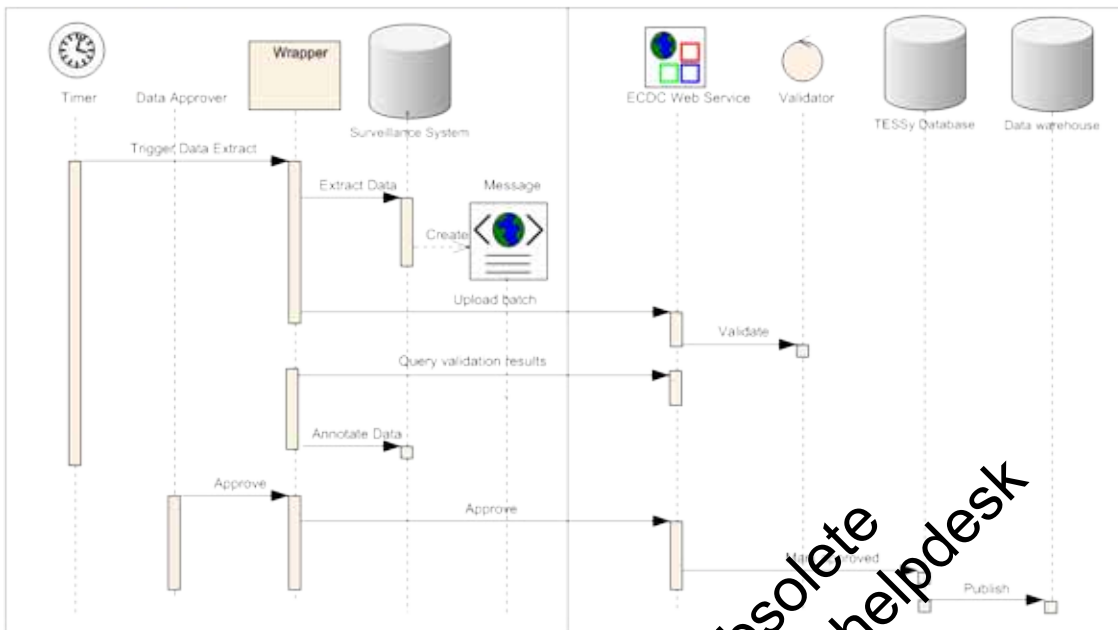 Wrapper
Timer
Data Approver
Surveillance System
ECDC Web Service
Validator
TESSy Database
Data warehouse
Trigger Data Extract
Extract Data
Message
Create
Upload batch
Validate
Query validation results
Annotate Data
Approve
Approve
Publish
obsolete
helpdesk